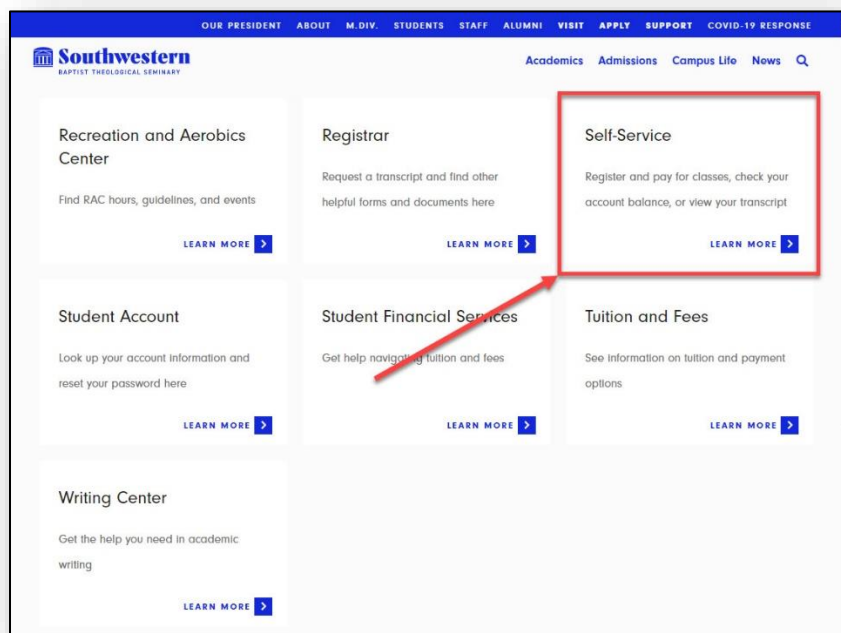 OUR PRESIDENT ABOUT M.DIV. STUDENTS STAFF ALUMNI VISIT APPLY SUPPORT COVID-19 RESPONSE
Southwestern
BAPTIST THEOLOGICAL SEMINARY
Academics Admissions Campus Life News
Recreation and Aerobics
Center
Find RAC hours, guidelines, and events
LEARN MORE
Registrar
Request a transcript and find other
helpful forms and documents here
LEARN MORE
Self-Service
Register and pay for classes, check your
account balance, or view your transcript
LEARN MORE
Student Account
Look up your account information and
reset your password here
LEARN MORE
Student Financial Services
Get help navigating tuition and fees
LEARN MORE
Tuition and Fees
See information on tuition and payment
options
LEARN MORE
Writing Center
Get the help you need in academic
writing
LEARN MORE